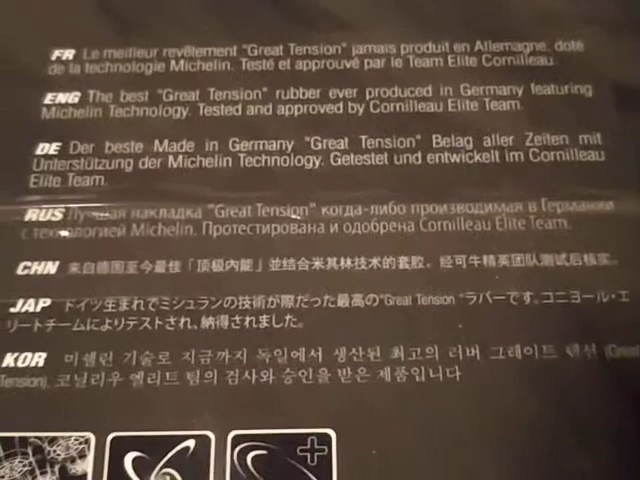 FR Le meilleur revêtement "Great Tension" jamais produit en Allemagne, doté
de la technologie Michelin. Testé et approuvé par le Team Elite Cornilleau.
ENG The best "Great Tension" rubber ever produced in Germany featuring
Michelin Technology. Tested and approved by Cornilleau Elite Team.
DE Der beste Made in Germany "Great Tension" Belag aller Zeiten mit
Unterstützung der Michelin Technology. Getestet und entwickelt im Cornilleau
Elite Team.
RUS Лучшая накладка "Great Tension" когда-либо производимая в Германии
с технологией Michelin. Протестирована и одобрена Cornilleau Elite Team.
CHN 来自德国至今最佳「顶级内能」並结合米其林技术的套胶。经可牛精英团队测试后核实。
JAP ドイツ生まれでミシュランの技術が際だった最高の"Great Tension "ラバーです。コニヨール・エ
リートチームによりテストされ、納得されました。
KOR 미쉘린 기술로 지금까지 독일에서 생산된 최고의 러버 그레이트 텐션 (Great
Tension), 코닐리우 엘리트 팀의 검사와 승인을 받은 제품입니다